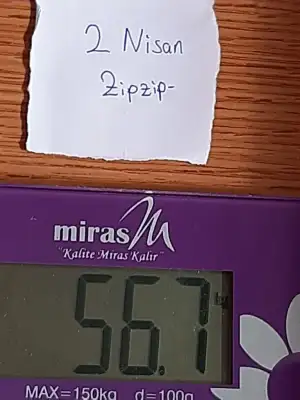 2 Nisan
Zipzip-
miras
"Kalite Miras Kalır"
56.7
MAX=150kg d=100g